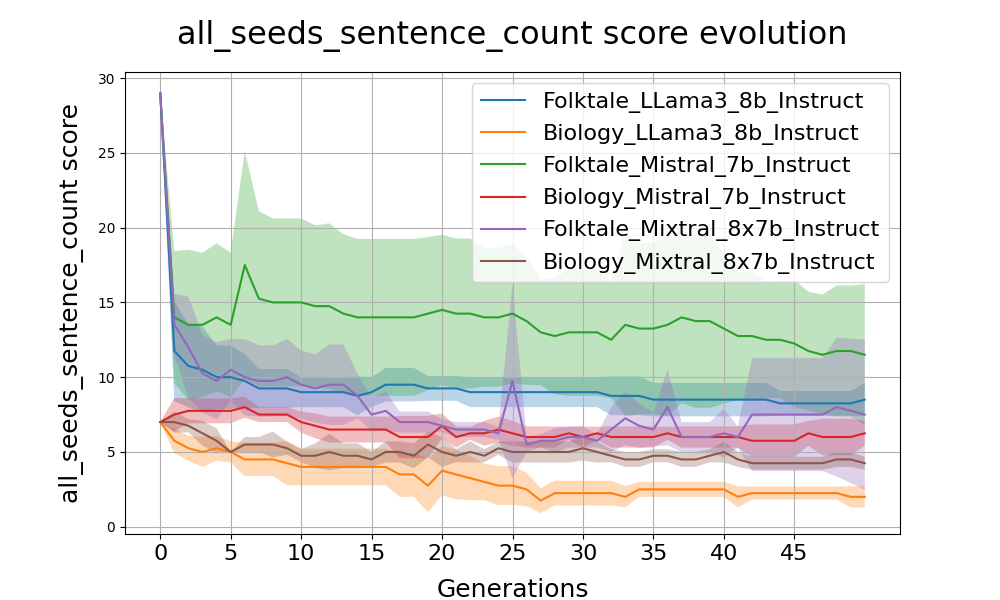 all_seeds_sentence_count score evolution
all_seeds_sentence_count score
30
25
20
15
10
5
0
Folktale_LLama3_8b_Instruct
Biology_LLama3_8b_Instruct
Folktale_Mistral_7b_Instruct
Biology_Mistral_7b_Instruct
Folktale_Mixtral_8x7b_Instruct
Biology_Mixtral_8x7b_Instruct
0 5 10 15 20 25 30 35 40 45
Generations